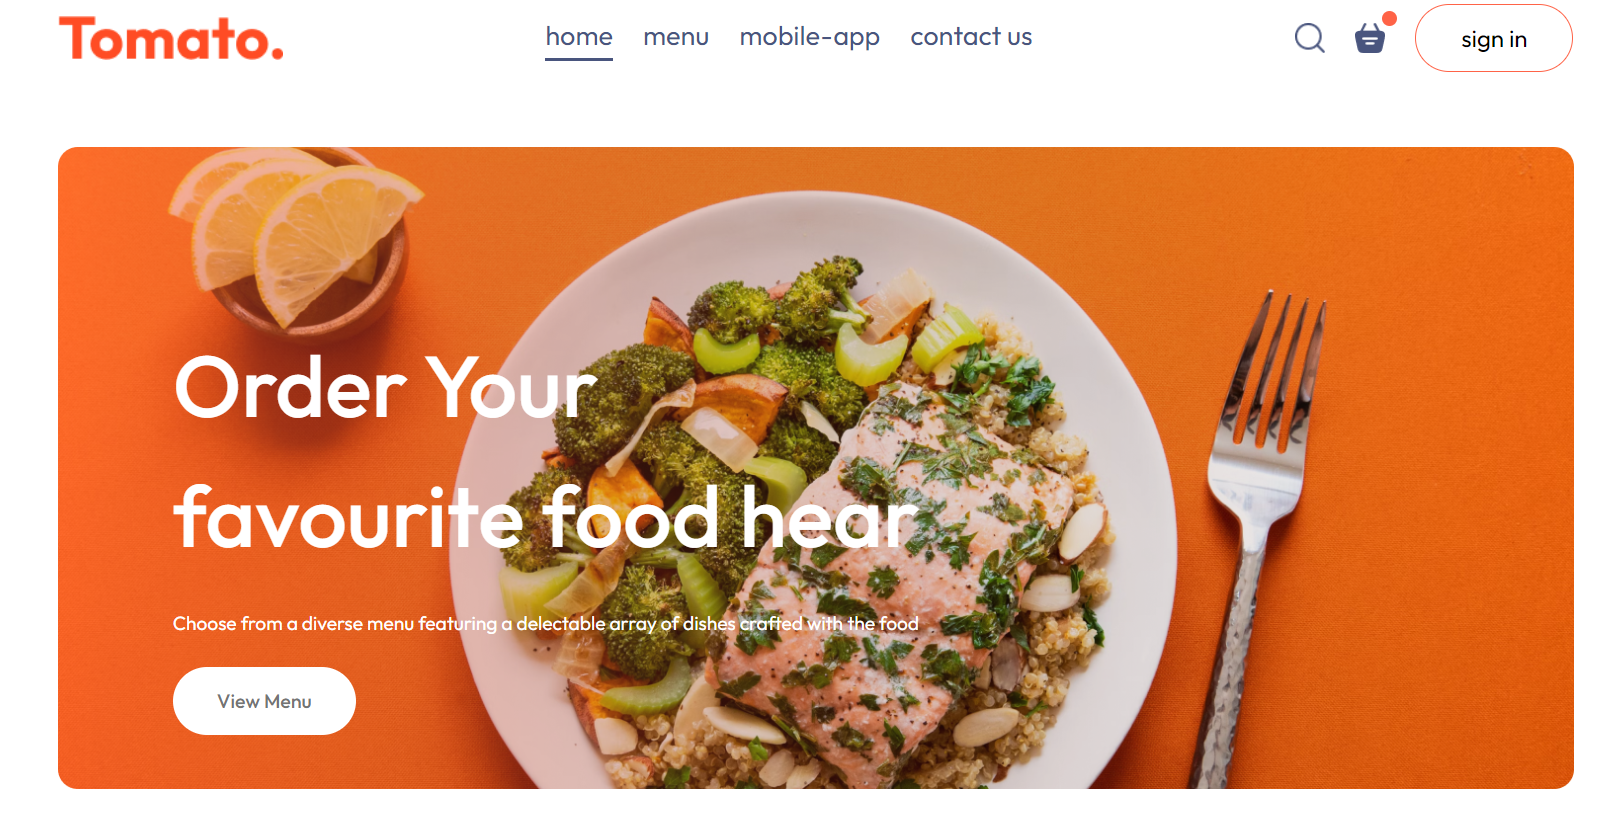 Tomato.
home menu mobile-app contact us
sign in
Order Your
favourite food hear
Choose from a diverse menu featuring a delectable array of dishes crafted with the food
View Menu